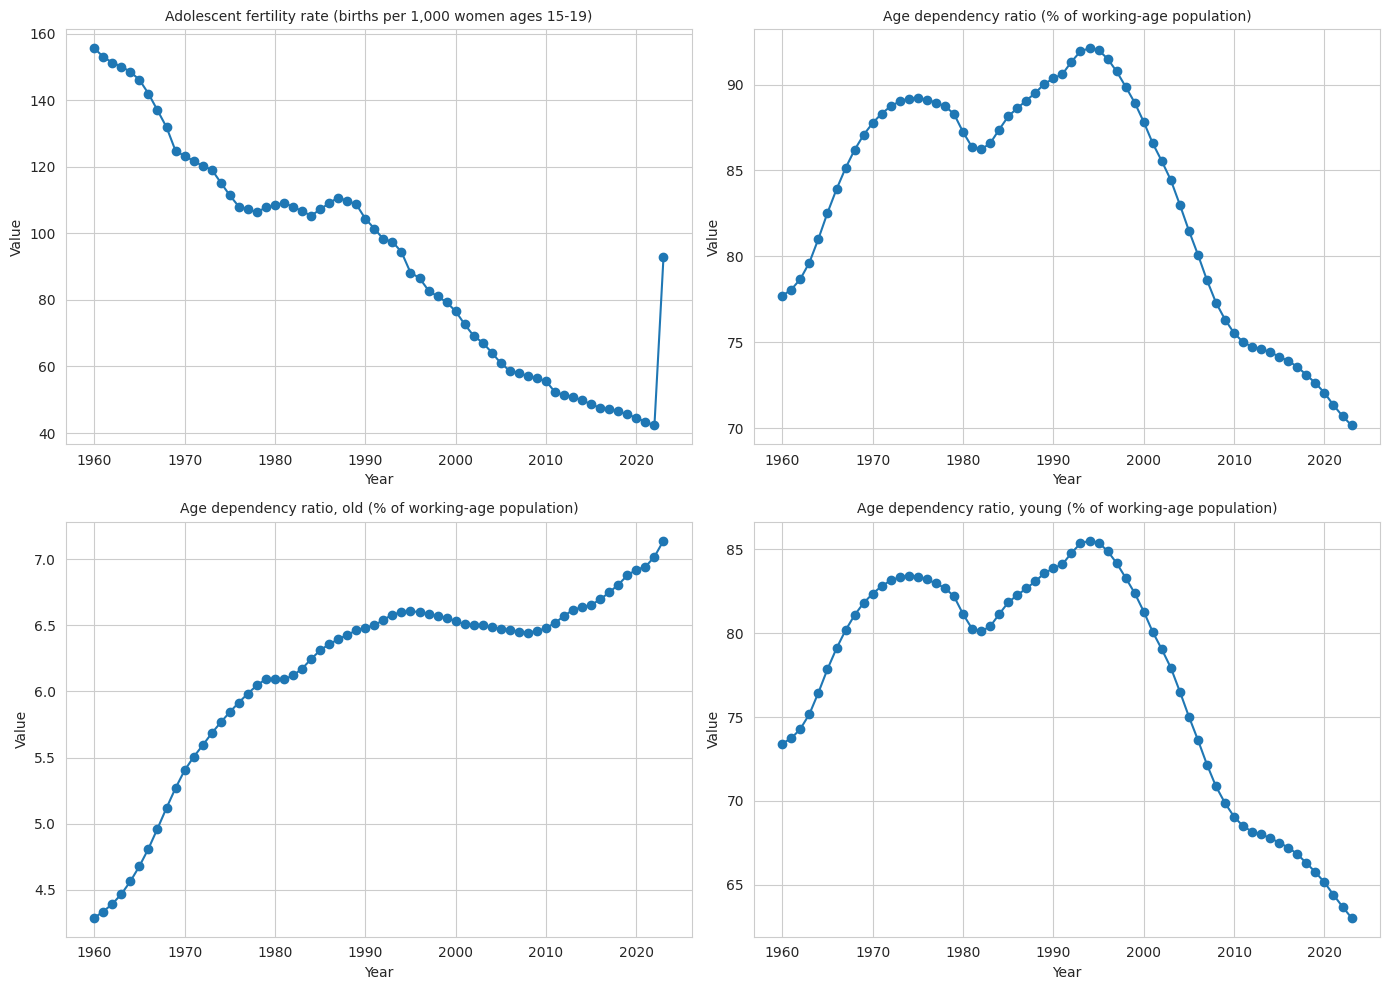 Adolescent fertility rate (births per 1,000 women ages 15-19)
160
140
120
100
80
60
40
Value
1960 1970 1980 1990 2000 2010 2020
Year
Age dependency ratio (% of working-age population)
90
85
80
75
70
Value
1960 1970 1980 1990 2000 2010 2020
Year
Age dependency ratio, old (% of working-age population)
7.0
6.5
6.0
5.5
5.0
4.5
Value
1960 1970 1980 1990 2000 2010 2020
Year
Age dependency ratio, young (% of working-age population)
85
80
75
70
65
Value
1960 1970 1980 1990 2000 2010 2020
Year